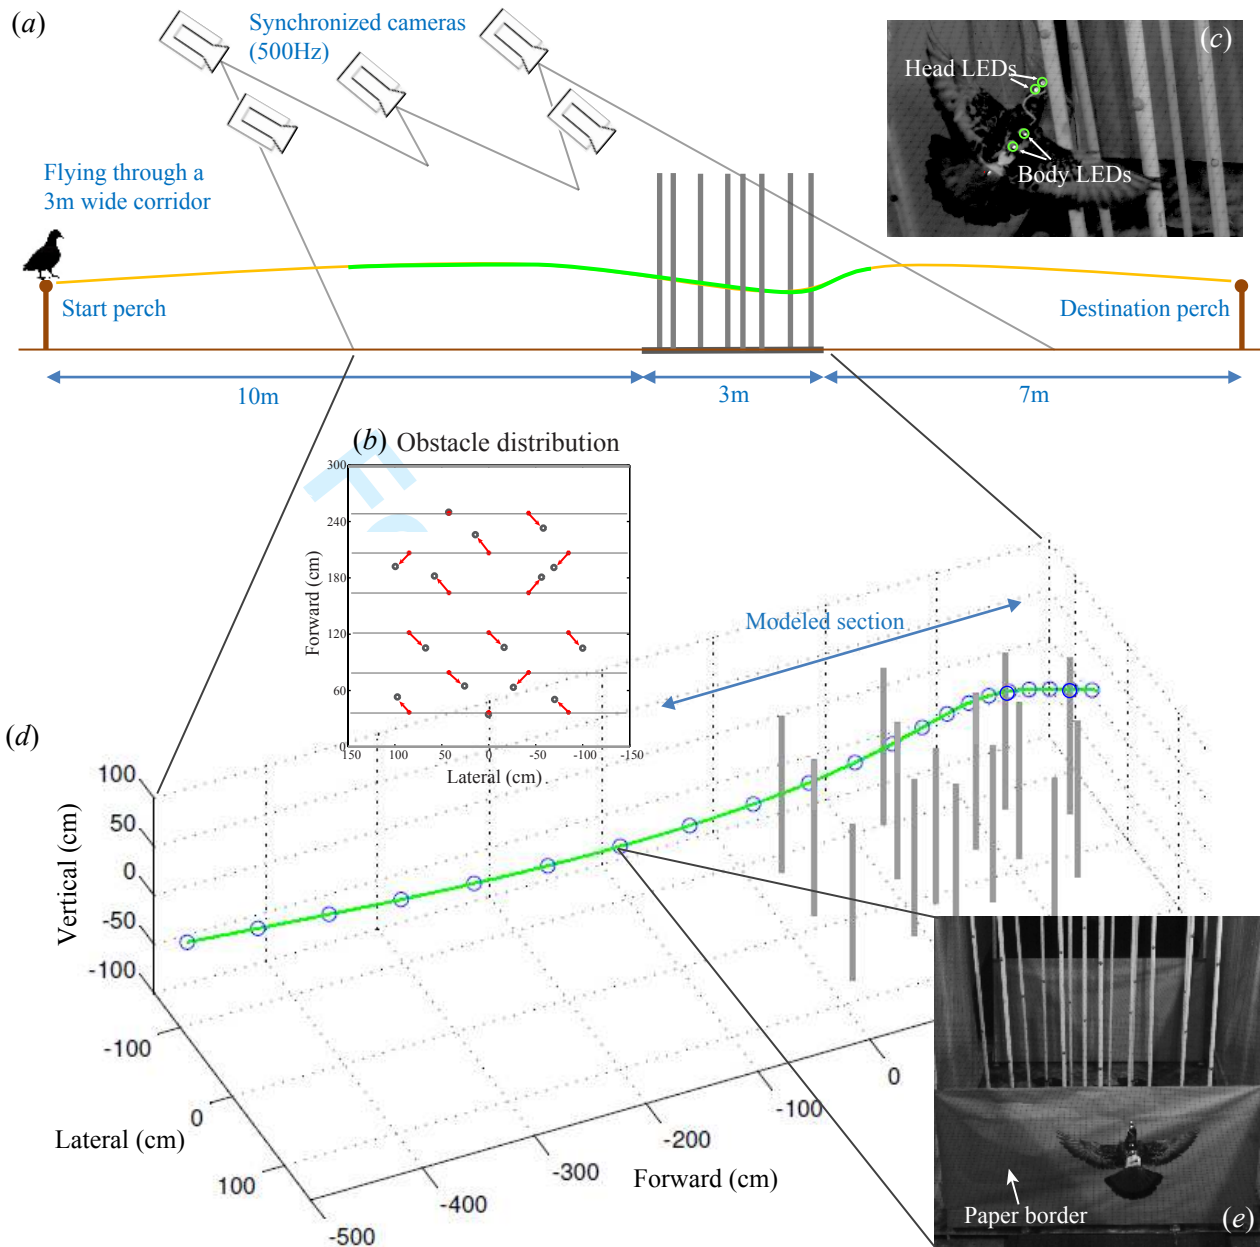 (a)
Synchronized cameras
(500Hz)
(c)
Head LEDs
Body LEDs
Flying through a
3m wide corridor
Start perch
Destination perch
10m
3m
7m
(b) Obstacle distribution
300
240
180
120
60
0
Forward (cm)
150 100 50 0 -50 -100 -150
Lateral (cm)
Modeled section
(d)
100
50
0
-50
-100
Vertical (cm)
-100
0
100
Lateral (cm)
-500
-400
-300
-200
-100
0
Forward (cm)
Paper border
(e)